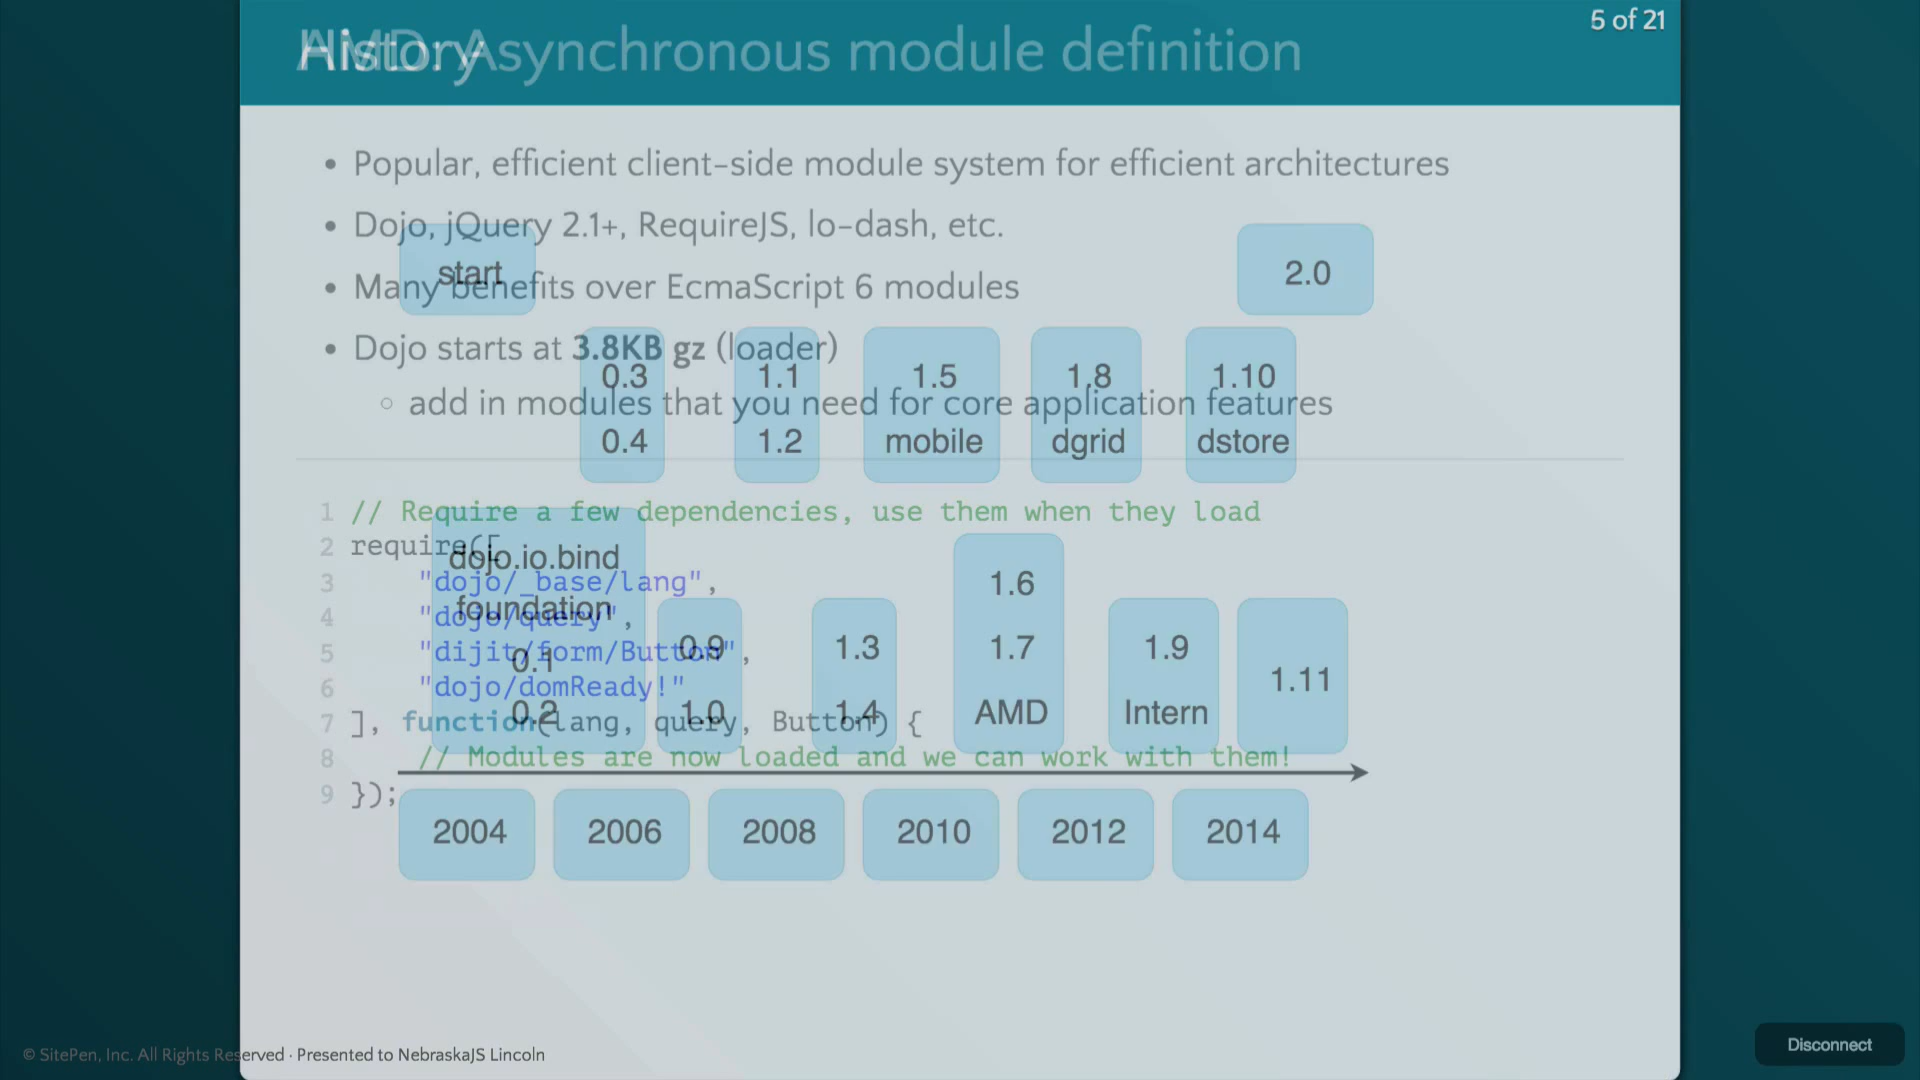 5 of 21
History
AMD: Asynchronous module definition
• Popular, efficient client-side module system for efficient architectures
• Dojo, jQuery 2.1+, RequireJS, lo-dash, etc.
• Many benefits over EcmaScript 6 modules
• Dojo starts at 3.8KB gz (loader)
○ add in modules that you need for core application features
1 // Require a few dependencies, use them when they load
2 require([
3 "dojo/_base/lang",
4 "dojo/query",
5 "dijit/form/Button",
6 "dojo/domReady!"
7 ], function(lang, query, Button) {
8 // Modules are now loaded and we can work with them!
9 });
start
2.0
0.3
0.4
1.1
1.2
1.5
mobile
1.8
dgrid
1.10
dstore
dojo.io.bind
foundation
0.1
0.2
0.9
1.0
1.3
1.4
1.6
1.7
AMD
1.9
Intern
1.11
2004
2006
2008
2010
2012
2014
© SitePen, Inc. All Rights Reserved · Presented to NebraskaJS Lincoln
Disconnect